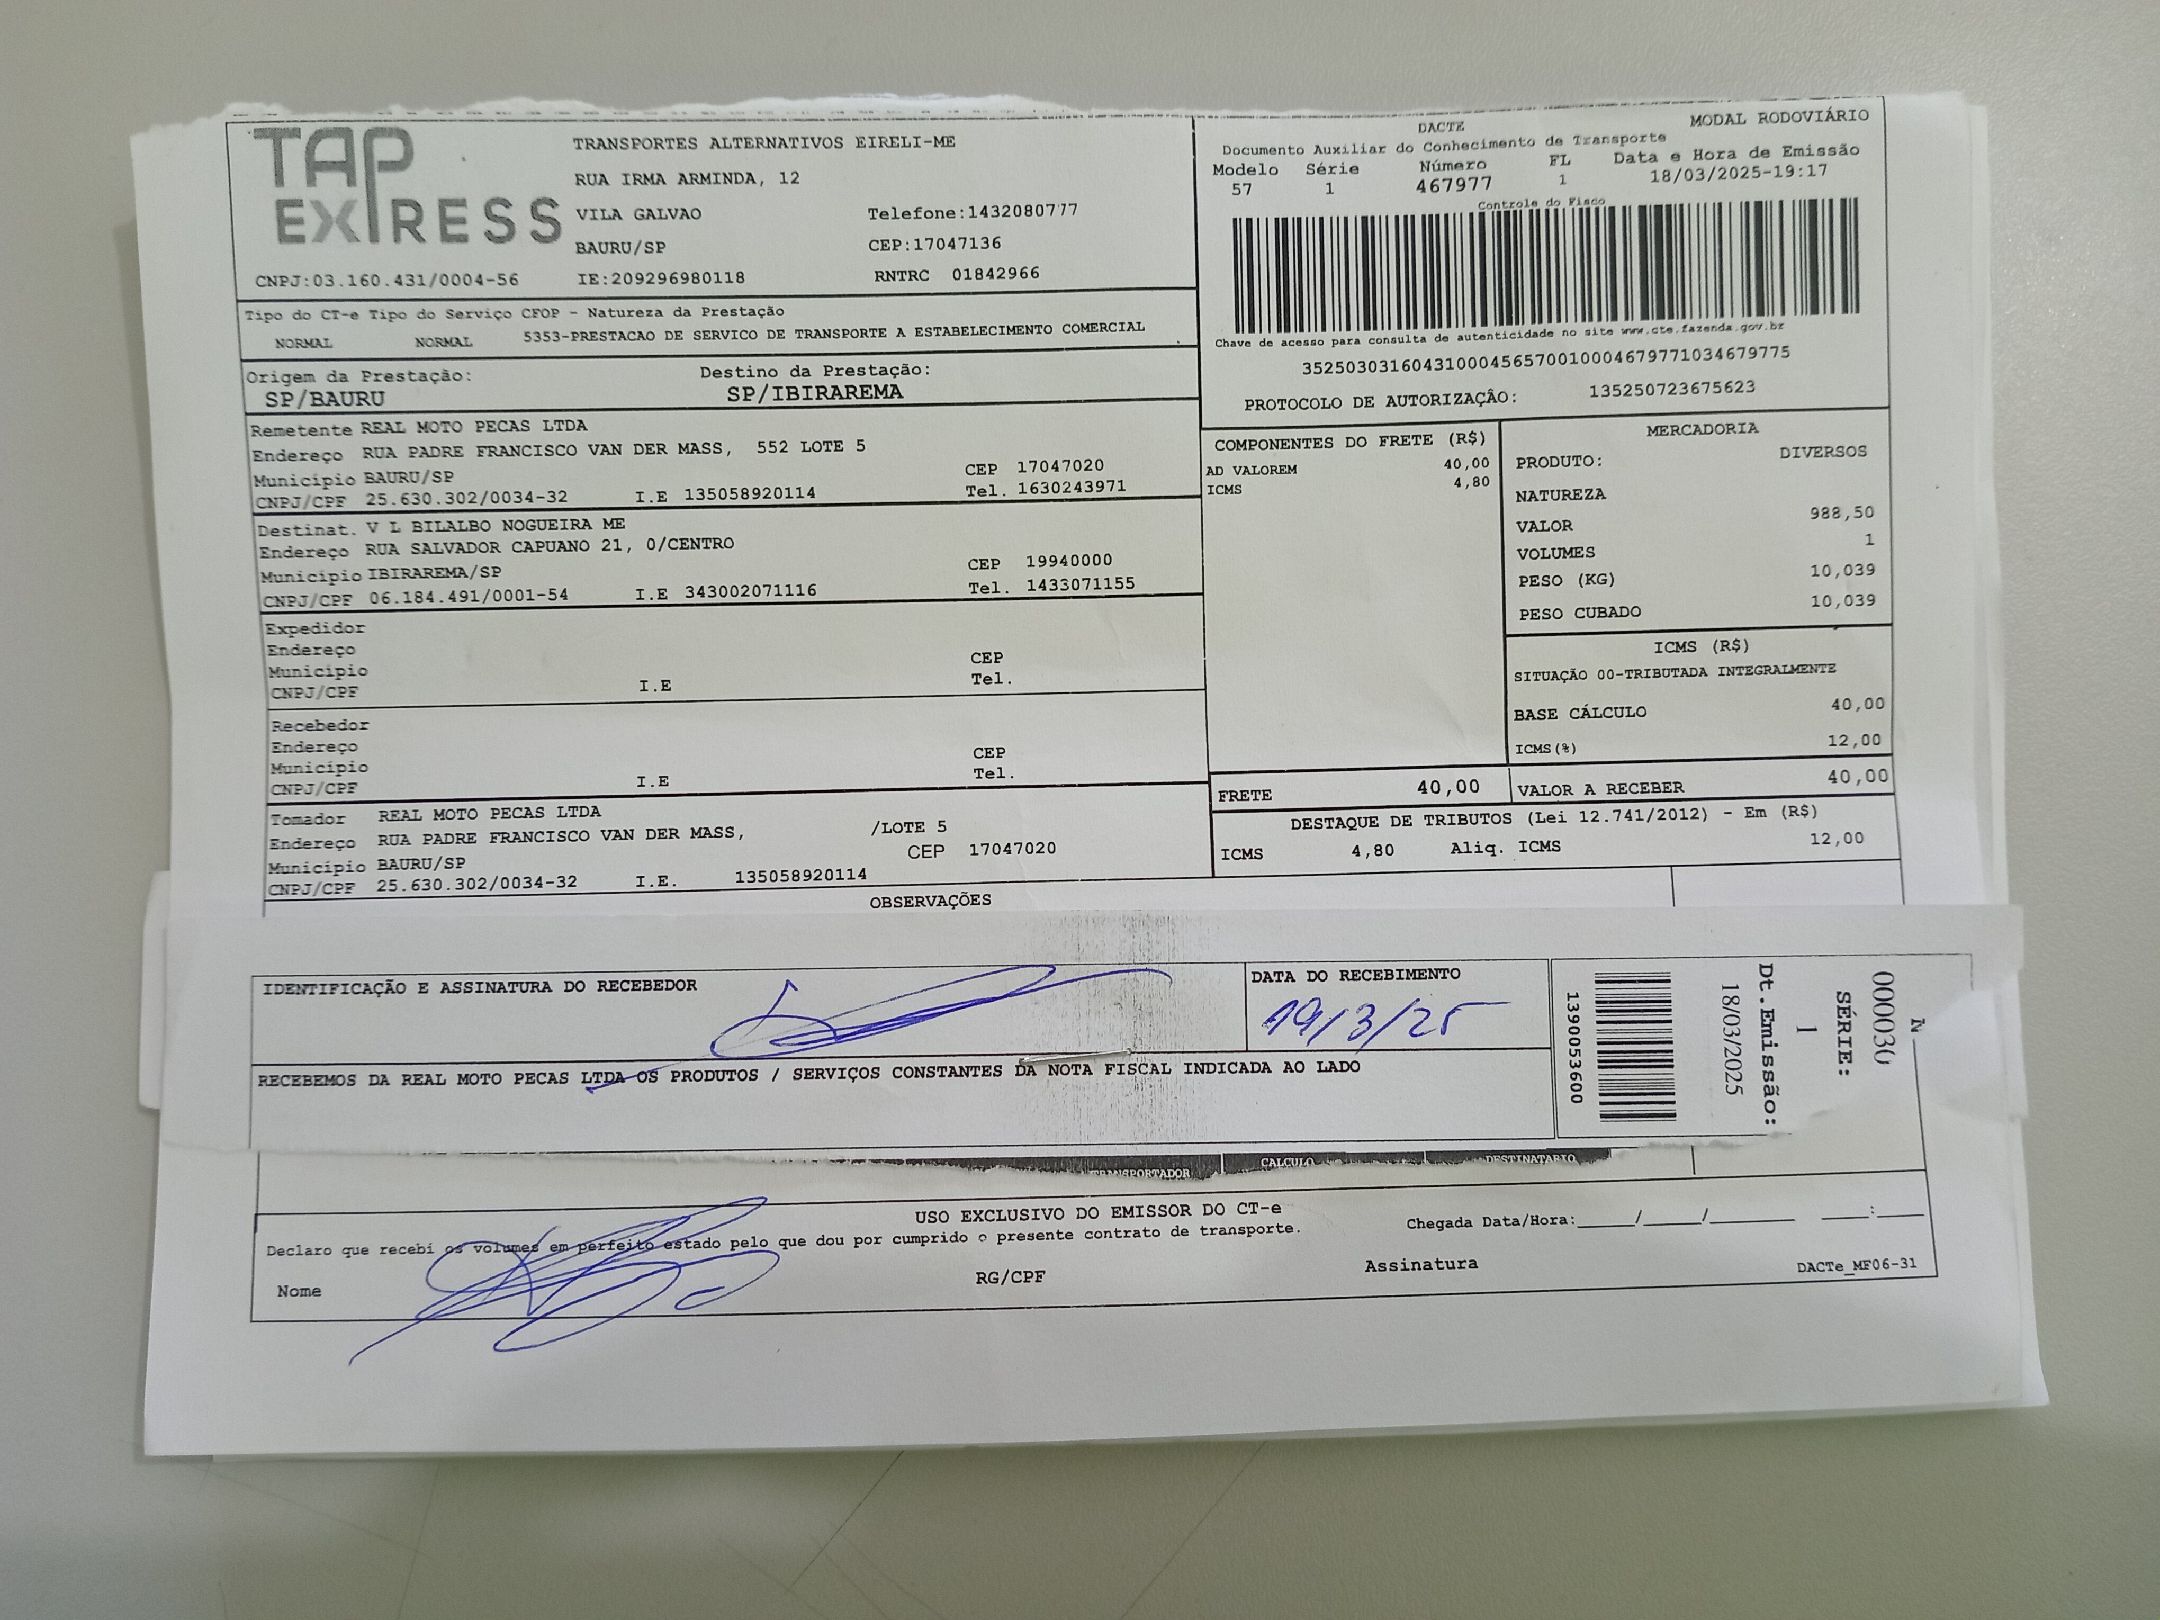 TAP EXPRESS
TRANSPORTES ALTERNATIVOS EIRELI-ME
RUA IRMA ARMINDA, 12
VILA GALVAO Telefone:1432080777
BAURU/SP CEP:17047136
CNPJ:03.160.431/0004-56 IE:209296980118 RNTRC 01842966
DACTE MODAL RODOVIÁRIO
Documento Auxiliar do Conhecimento de Transporte
Modelo Série Número FL Data e Hora de Emissão
57 1 467977 1 18/03/2025-19:17
Controle do Fisco
Chave de acesso para consulta de autenticidade no site www.cte.fazenda.gov.br
35250303160431000456570010004679771034679775
PROTOCOLO DE AUTORIZAÇÂO: 135250723675623
Tipo do CT-e Tipo do Serviço CFOP - Natureza da Prestação
NORMAL NORMAL 5353-PRESTACAO DE SERVICO DE TRANSPORTE A ESTABELECIMENTO COMERCIAL
Origem da Prestação: Destino da Prestação:
SP/BAURU SP/IBIRAREMA
Remetente REAL MOTO PECAS LTDA
Endereço RUA PADRE FRANCISCO VAN DER MASS, 552 LOTE 5
Município BAURU/SP CEP 17047020
CNPJ/CPF 25.630.302/0034-32 I.E 135058920114 Tel. 1630243971
Destinat. V L BILALBO NOGUEIRA ME
Endereço RUA SALVADOR CAPUANO 21, 0/CENTRO
Município IBIRAREMA/SP CEP 19940000
CNPJ/CPF 06.184.491/0001-54 I.E 343002071116 Tel. 1433071155
Expedidor
Endereço
Município CEP
CNPJ/CPF I.E Tel.
Recebedor
Endereço
Município CEP
CNPJ/CPF I.E Tel.
Tomador REAL MOTO PECAS LTDA
Endereço RUA PADRE FRANCISCO VAN DER MASS, /LOTE 5
Município BAURU/SP CEP 17047020
CNPJ/CPF 25.630.302/0034-32 I.E. 135058920114
COMPONENTES DO FRETE (R$)
AD VALOREM 40,00
ICMS 4,80
MERCADORIA
PRODUTO: DIVERSOS
NATUREZA
VALOR 988,50
VOLUMES 1
PESO (KG) 10,039
PESO CUBADO 10,039
ICMS (R$)
SITUAÇÃO 00-TRIBUTADA INTEGRALMENTE
BASE CÁLCULO 40,00
ICMS(%) 12,00
FRETE 40,00 VALOR A RECEBER 40,00
DESTAQUE DE TRIBUTOS (Lei 12.741/2012) - Em (R$)
ICMS 4,80 Aliq. ICMS 12,00
OBSERVAÇÕES
IDENTIFICAÇÃO E ASSINATURA DO RECEBEDOR
DATA DO RECEBIMENTO
19/3/25
RECEBEMOS DA REAL MOTO PECAS LTDA OS PRODUTOS / SERVIÇOS CONSTANTES DA NOTA FISCAL INDICADA AO LADO
1390053600
Dt.Emissão:
18/03/2025
SÉRIE:
1
000030
TRANSPORTADOR CALCULO DESTINATARIO
USO EXCLUSIVO DO EMISSOR DO CT-e
Declaro que recebi os volumes em perfeito estado pelo que dou por cumprido o presente contrato de transporte.
Chegada Data/Hora:_____/_____/_______ ____:____
Nome RG/CPF Assinatura
DACTe_MF06-31